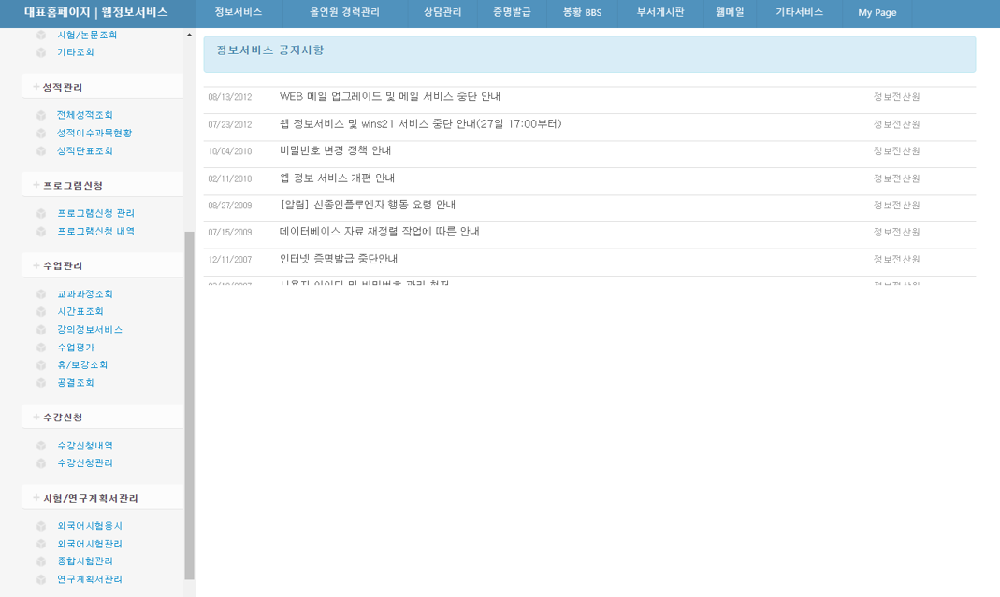 대표홈페이지 | 웹정보서비스
정보서비스 올인원 경력관리 상담관리 증명발급 봉황 BBS 부서게시판 웹메일 기타서비스 My Page
시험/논문조회
기타조회
성적관리
전체성적조회
성적이수과목현황
성적단표조회
프로그램신청
프로그램신청 관리
프로그램신청 내역
수업관리
교과과정조회
시간표조회
강의정보서비스
수업평가
휴/보강조회
공결조회
수강신청
수강신청내역
수강신청관리
시험/연구계획서관리
외국어시험응시
외국어시험관리
종합시험관리
연구계획서관리
정보서비스 공지사항
08/13/2012 WEB 메일 업그레이드 및 메일 서비스 중단 안내 정보전산원
07/23/2012 웹 정보서비스 및 wins21 서비스 중단 안내(27일 17:00부터) 정보전산원
10/04/2010 비밀번호 변경 정책 안내 정보전산원
02/11/2010 웹 정보 서비스 개편 안내 정보전산원
08/27/2009 [알림] 신종인플루엔자 행동 요령 안내 정보전산원
07/15/2009 데이터베이스 자료 재정렬 작업에 따른 안내 정보전산원
12/11/2007 인터넷 증명발급 중단안내 정보전산원